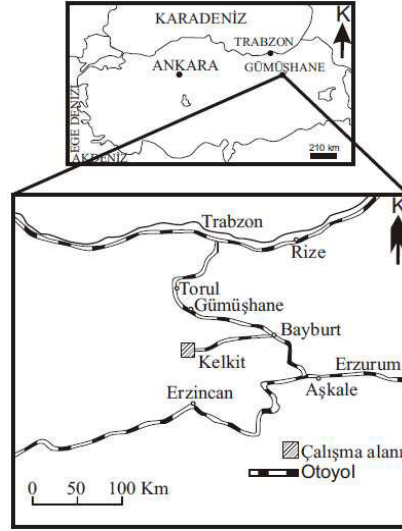 KARADENİZ
K
TRABZON
ANKARA
GÜMÜŞHANE
EGE DENİZİ
AKDENİZ
210 km
K
Trabzon
Rize
Torul
Gümüşhane
Bayburt
Kelkit
Erzurum
Aşkale
Erzincan
Çalışma alanı
Otoyol
0 50 100 Km